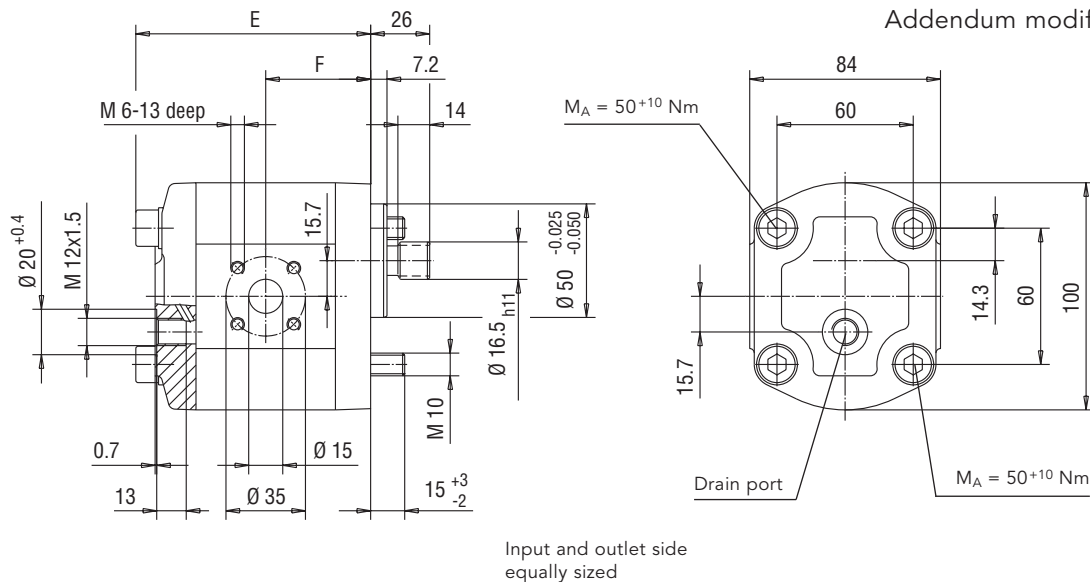 E
26
Addendum modif
F
7.2
84
M 6-13 deep
14
M_A = 50+10 Nm
60
15.7
Ø 20 +0.4
M 12x1.5
Ø 50 -0.025 -0.050
Ø 16.5 h11
14.3
60
100
15.7
M 10
0.7
Ø 15
13
Ø 35
15 +3 -2
Drain port
M_A = 50+10 Nm
Input and outlet side
equally sized